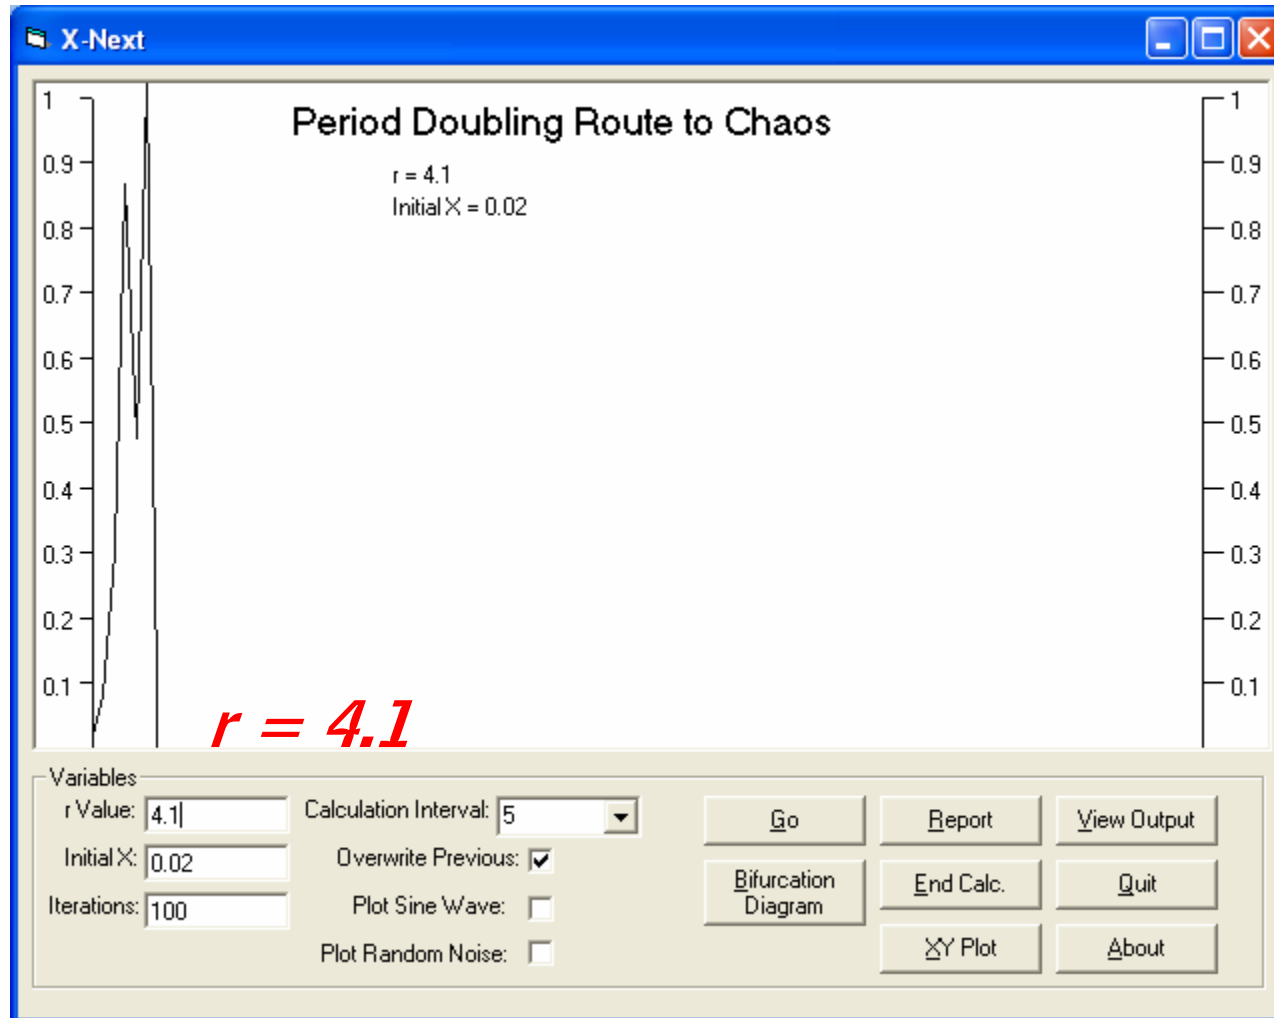 X-Next
Period Doubling Route to Chaos
r = 4.1
Initial X = 0.02
1
0.9
0.8
0.7
0.6
0.5
0.4
0.3
0.2
0.1
1
0.9
0.8
0.7
0.6
0.5
0.4
0.3
0.2
0.1
r = 4.1
Variables
r Value: 4.1
Initial X: 0.02
Iterations: 100
Calculation Interval: 5
Overwrite Previous:
Plot Sine Wave:
Plot Random Noise:
Go
Report
View Output
Bifurcation
Diagram
End Calc.
Quit
XY Plot
About